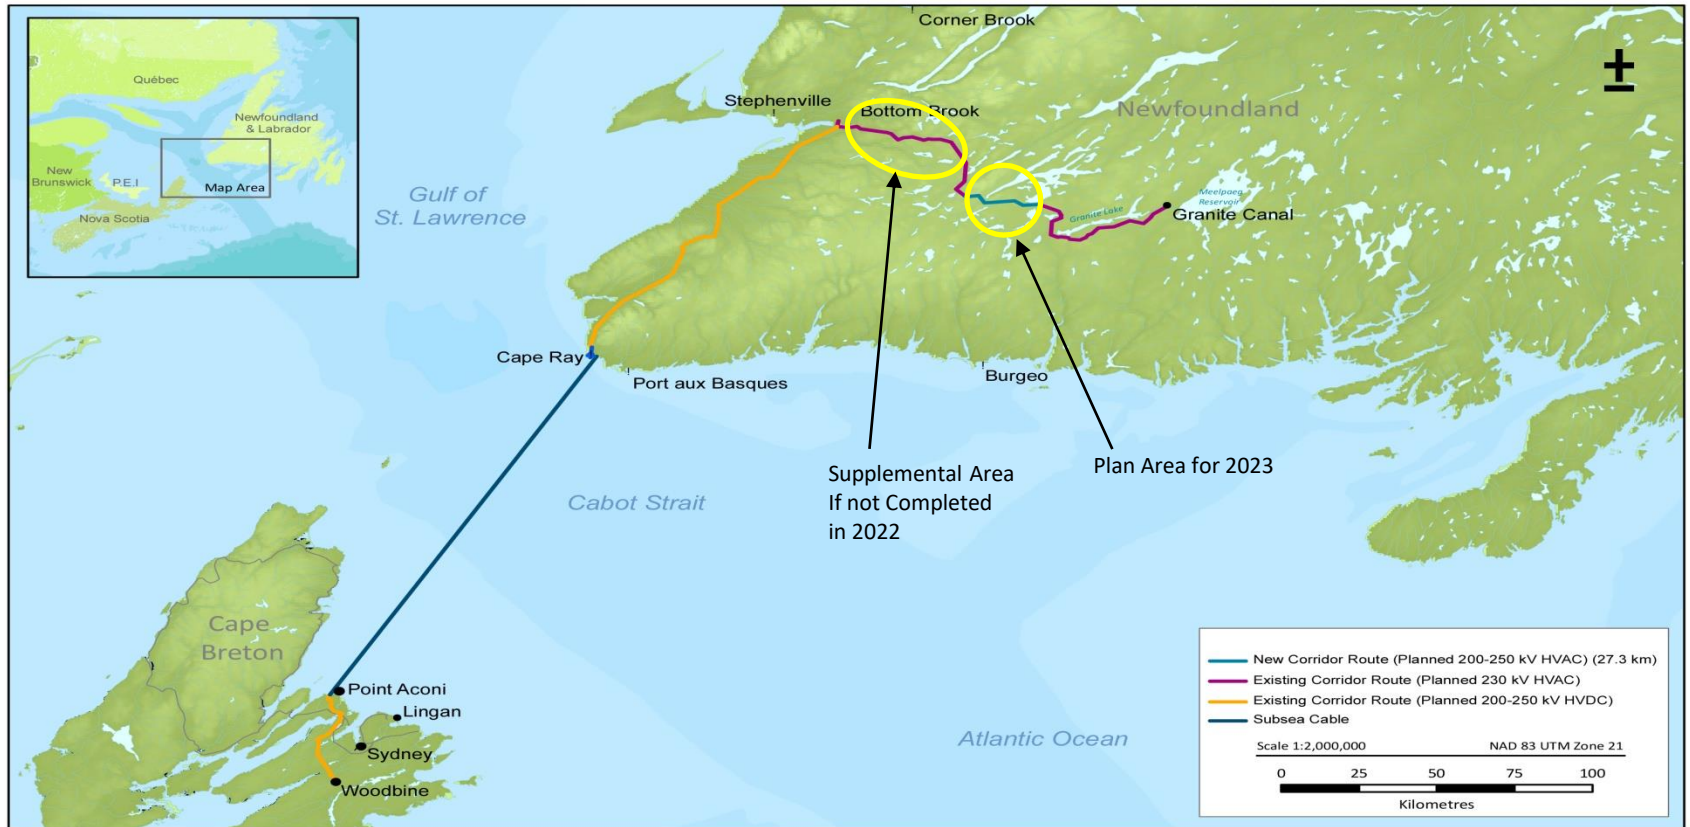 Corner Brook
Québec
Stephenville
Bottom Brook
Newfoundland
Newfoundland
& Labrador
New
Brunswick
P.E.I
Map Area
Nova Scotia
Gulf of
St. Lawrence
Meelpaeg
Reservoir
Granite Lake
Granite Canal
Cape Ray
Port aux Basques
Burgeo
Supplemental Area
If not Completed
in 2022
Plan Area for 2023
Cabot Strait
Cape
Breton
Point Aconi
Lingan
Sydney
Woodbine
Atlantic Ocean
New Corridor Route (Planned 200-250 kV HVAC) (27.3 km)
Existing Corridor Route (Planned 230 kV HVAC)
Existing Corridor Route (Planned 200-250 kV HVDC)
Subsea Cable
Scale 1:2,000,000 NAD 83 UTM Zone 21
0 25 50 75 100
Kilometres